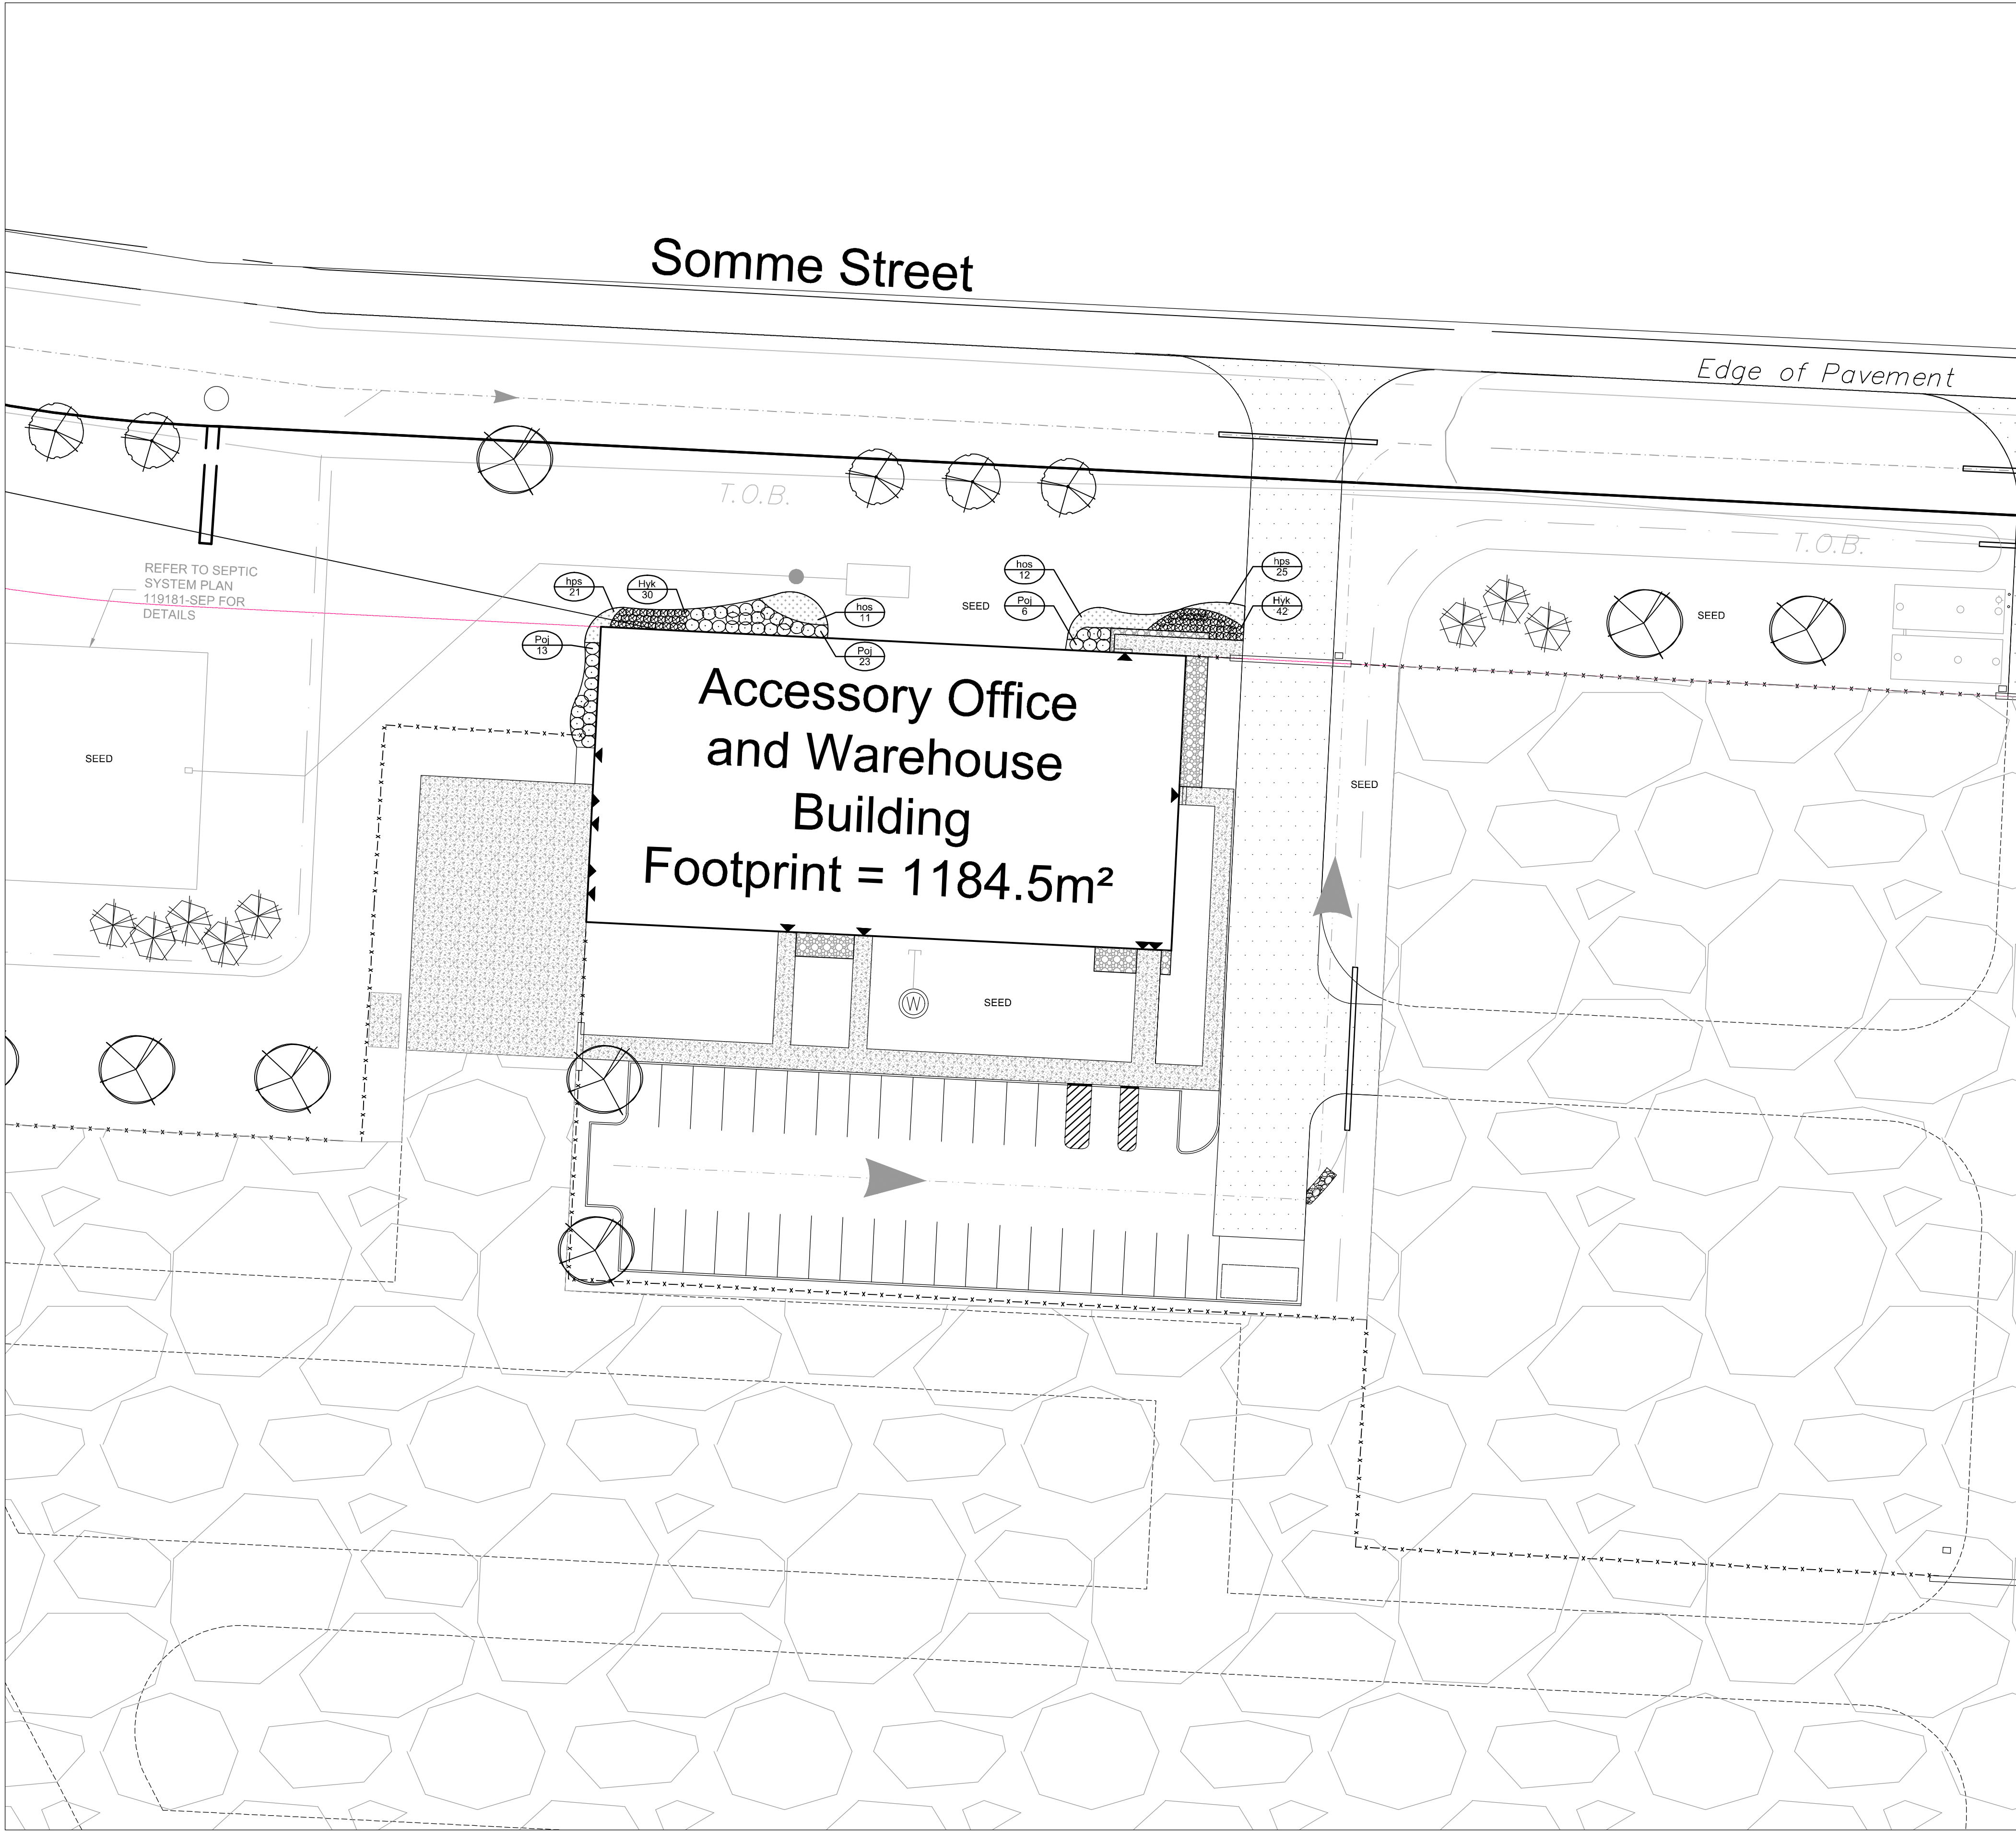 Somme Street
Edge of Pavement
T.O.B.
T.O.B.
REFER TO SEPTIC
SYSTEM PLAN
119181-SEP FOR
DETAILS
hps
21
Hyk
30
hos
11
Poj
13
Poj
23
SEED
hos
12
Poj
6
hps
25
Hyk
42
SEED
Accessory Office
and Warehouse
Building
Footprint = 1184.5m²
SEED
SEED
W
SEED